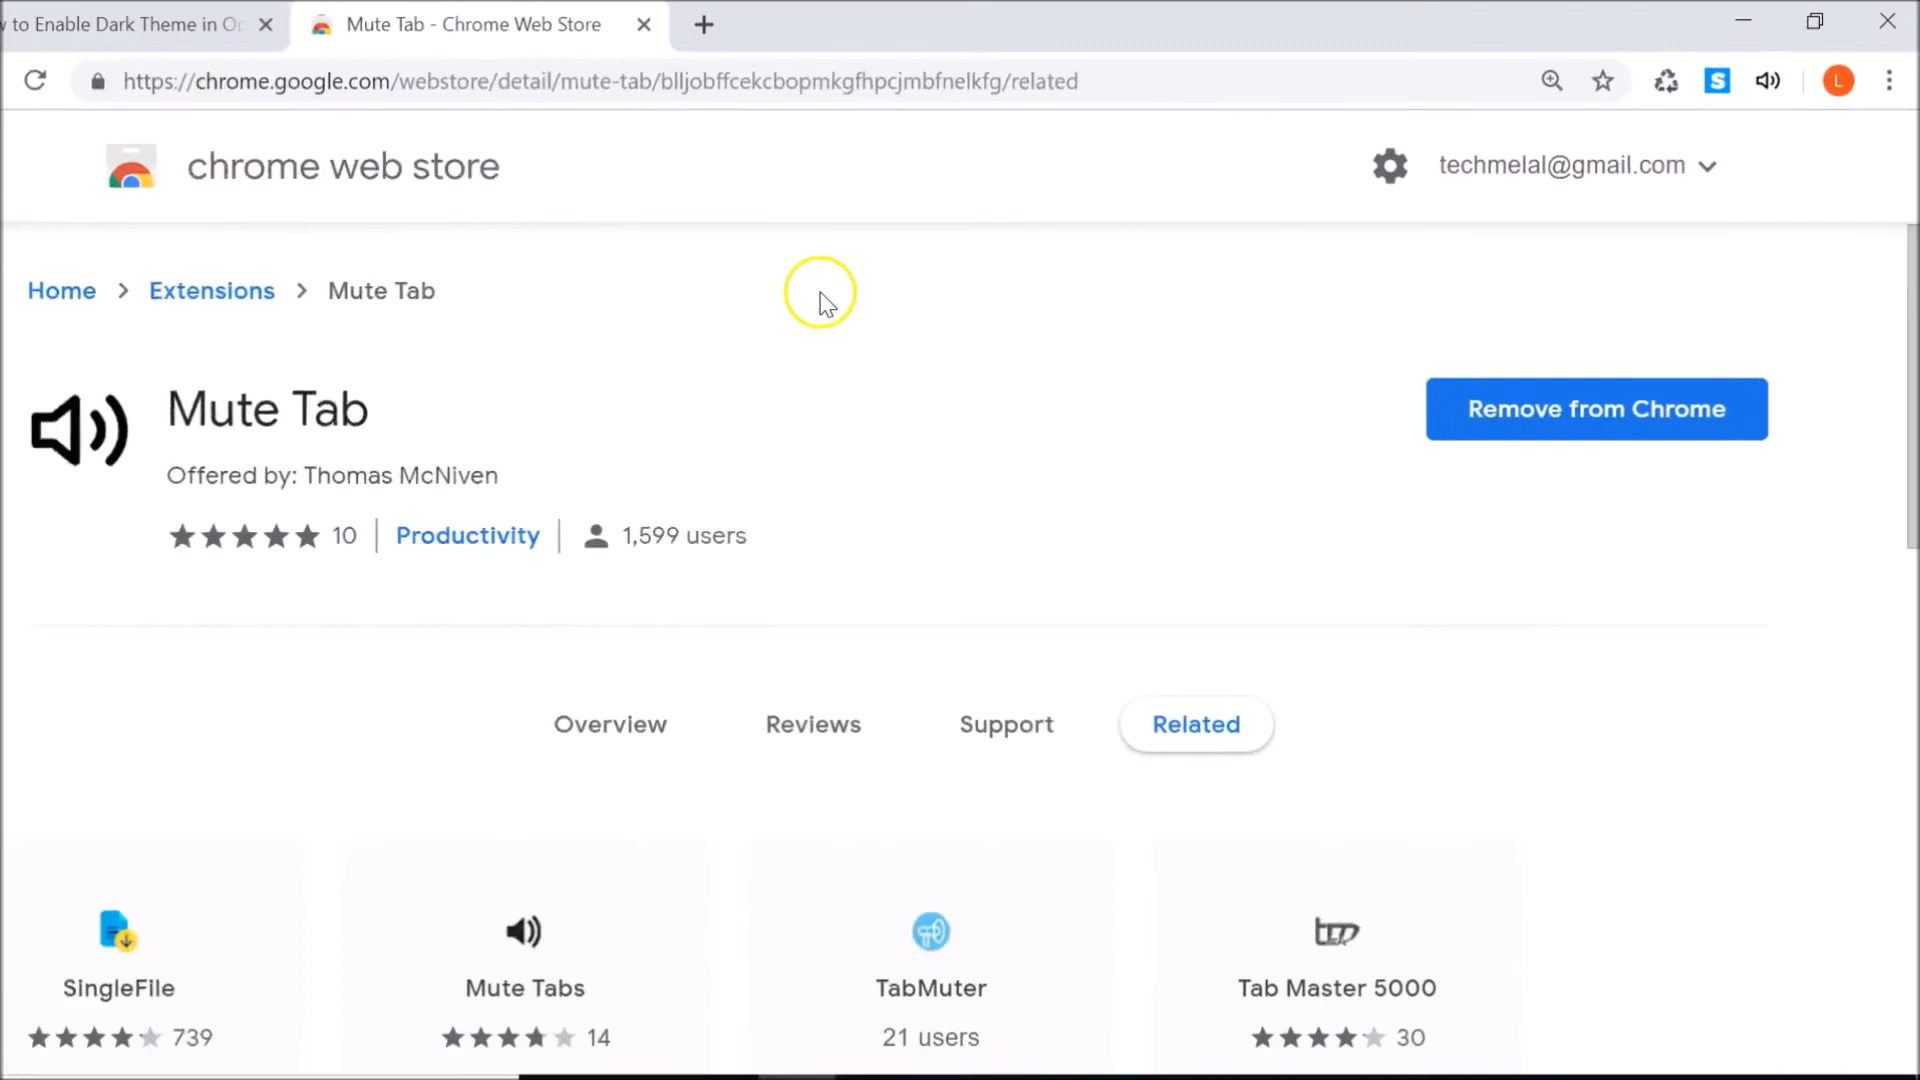 to Enable Dark Theme in O
Mute Tab - Chrome Web Store
https://chrome.google.com/webstore/detail/mute-tab/blljobffcekcbopmkgfhpcjmbfnelkfg/related
S
L
chrome web store
techmelal@gmail.com
Home > Extensions > Mute Tab
Mute Tab
Remove from Chrome
Offered by: Thomas McNiven
10 | Productivity | 1,599 users
Overview
Reviews
Support
Related
SingleFile
Mute Tabs
TabMuter
Tab Master 5000
739
14
21 users
30